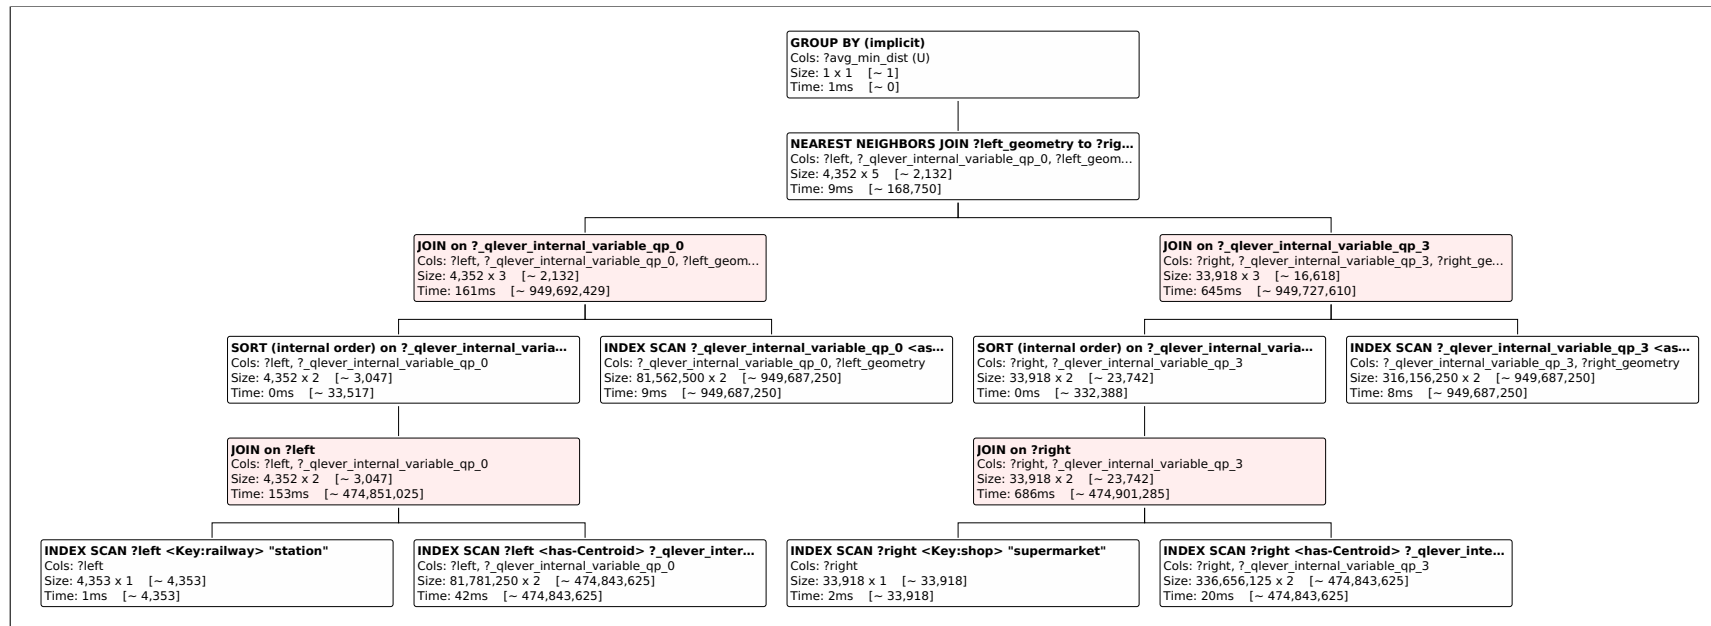 GROUP BY (implicit)
Cols: ?avg_min_dist (U)
Size: 1 x 1 [~ 1]
Time: 1ms [~ 0]
NEAREST NEIGHBORS JOIN ?left_geometry to ?rig...
Cols: ?left, ?_qlever_internal_variable_qp_0, ?left_geom...
Size: 4,352 x 5 [~ 2,132]
Time: 9ms [~ 168,750]
JOIN on ?_qlever_internal_variable_qp_0
Cols: ?left, ?_qlever_internal_variable_qp_0, ?left_geom...
Size: 4,352 x 3 [~ 2,132]
Time: 161ms [~ 949,692,429]
JOIN on ?_qlever_internal_variable_qp_3
Cols: ?right, ?_qlever_internal_variable_qp_3, ?right_ge...
Size: 33,918 x 3 [~ 16,618]
Time: 645ms [~ 949,727,610]
SORT (internal order) on ?_qlever_internal_varia...
Cols: ?left, ?_qlever_internal_variable_qp_0
Size: 4,352 x 2 [~ 3,047]
Time: 0ms [~ 33,517]
INDEX SCAN ?_qlever_internal_variable_qp_0 <as...
Cols: ?_qlever_internal_variable_qp_0, ?left_geometry
Size: 81,562,500 x 2 [~ 949,687,250]
Time: 9ms [~ 949,687,250]
SORT (internal order) on ?_qlever_internal_varia...
Cols: ?right, ?_qlever_internal_variable_qp_3
Size: 33,918 x 2 [~ 23,742]
Time: 0ms [~ 332,388]
INDEX SCAN ?_qlever_internal_variable_qp_3 <as...
Cols: ?_qlever_internal_variable_qp_3, ?right_geometry
Size: 316,156,250 x 2 [~ 949,687,250]
Time: 8ms [~ 949,687,250]
JOIN on ?left
Cols: ?left, ?_qlever_internal_variable_qp_0
Size: 4,352 x 2 [~ 3,047]
Time: 153ms [~ 474,851,025]
JOIN on ?right
Cols: ?right, ?_qlever_internal_variable_qp_3
Size: 33,918 x 2 [~ 23,742]
Time: 686ms [~ 474,901,285]
INDEX SCAN ?left <Key:railway> "station"
Cols: ?left
Size: 4,353 x 1 [~ 4,353]
Time: 1ms [~ 4,353]
INDEX SCAN ?left <has-Centroid> ?_qlever_inter...
Cols: ?left, ?_qlever_internal_variable_qp_0
Size: 81,781,250 x 2 [~ 474,843,625]
Time: 42ms [~ 474,843,625]
INDEX SCAN ?right <Key:shop> "supermarket"
Cols: ?right
Size: 33,918 x 1 [~ 33,918]
Time: 2ms [~ 33,918]
INDEX SCAN ?right <has-Centroid> ?_qlever_inte...
Cols: ?right, ?_qlever_internal_variable_qp_3
Size: 336,656,125 x 2 [~ 474,843,625]
Time: 20ms [~ 474,843,625]